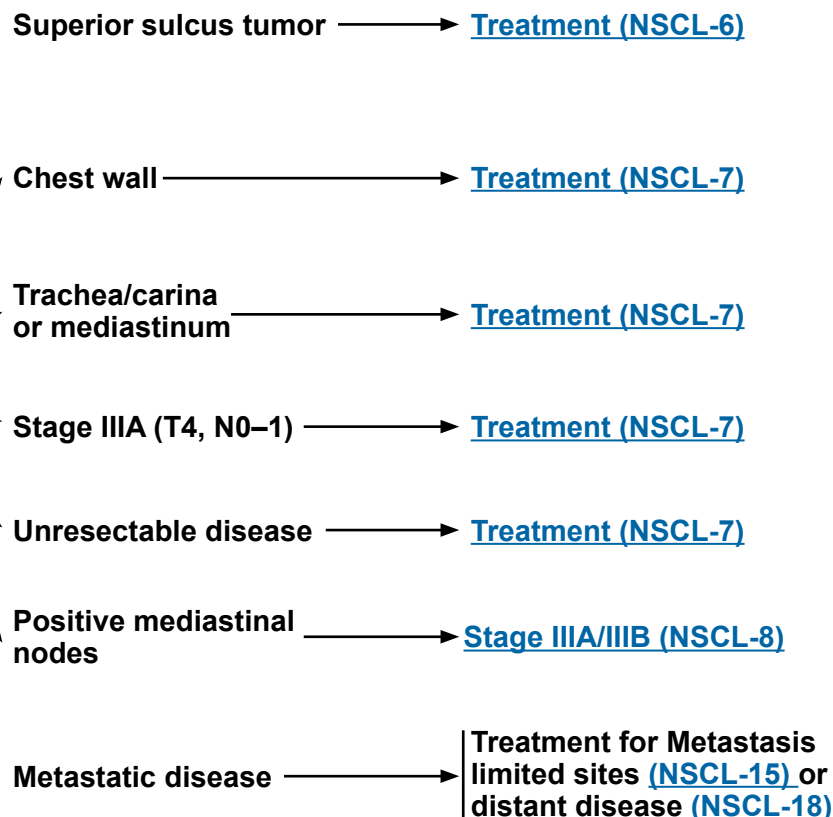 Superior sulcus tumor Treatment (NSCL-6)
Chest wall Treatment (NSCL-7)
Trachea/carina
or mediastinum Treatment (NSCL-7)
Stage IIIA (T4, N0–1) Treatment (NSCL-7)
Unresectable disease Treatment (NSCL-7)
Positive mediastinal
nodes Stage IIIA/IIIB (NSCL-8)
Metastatic disease
Treatment for Metastasis
limited sites (NSCL-15) or
distant disease (NSCL-18)